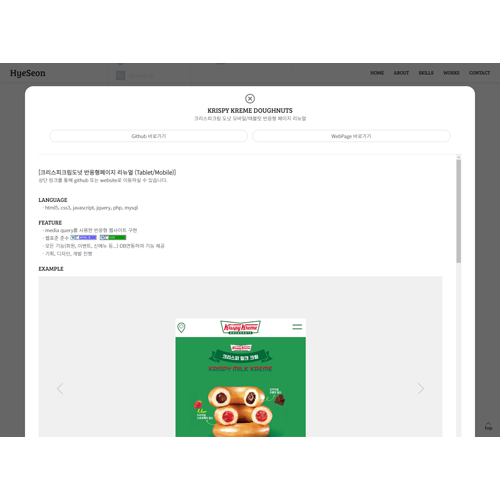 HyeSeon
HOME ABOUT SKILLS WORKS CONTACT
KRISPY KREME DOUGHNUTS
크리스피크림 도넛 모바일/태블릿 반응형 페이지 리뉴얼
Github 바로가기
WebPage 바로가기
[크리스피크림도넛 반응형페이지 리뉴얼 (Tablet/Mobile)]
상단 링크를 통해 github 또는 website로 이동하실 수 있습니다.
LANGUAGE
- html5, css3, javascript, jquery, php, mysql
FEATURE
- media query를 사용한 반응형 웹사이트 구현
- 웹표준 준수
- 모든 기능(회원, 이벤트, 신메뉴 등...) DB연동하여 기능 제공
- 기획, 디자인, 개발 진행
EXAMPLE
Krispy Kreme
DOUGHNUTS
Krispy Kreme
크리스피 밀크 크림
KRISPY MILK KREME
top